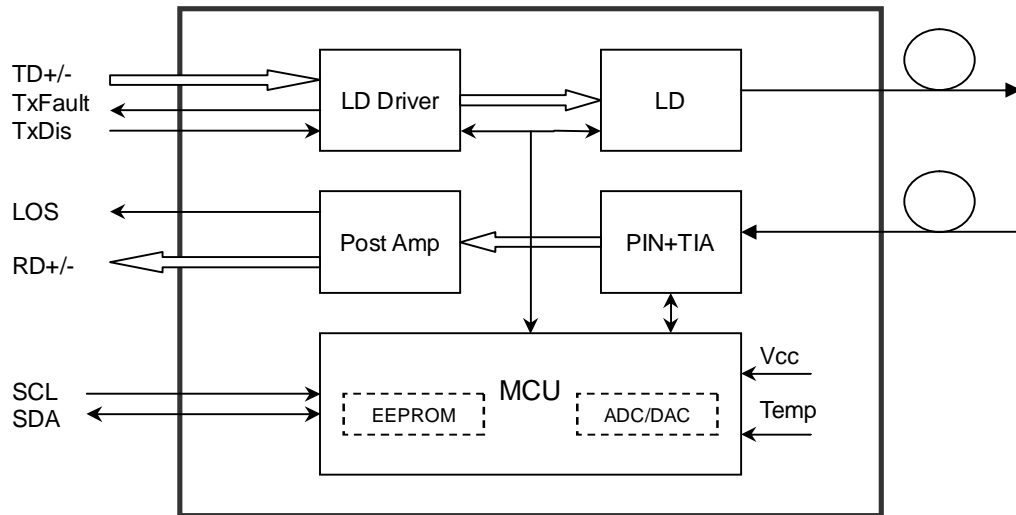 TD+/-
TxFault
TxDis
LD Driver
LD
LOS
RD+/-
Post Amp
PIN+TIA
SCL
SDA
MCU
EEPROM
ADC/DAC
Vcc
Temp